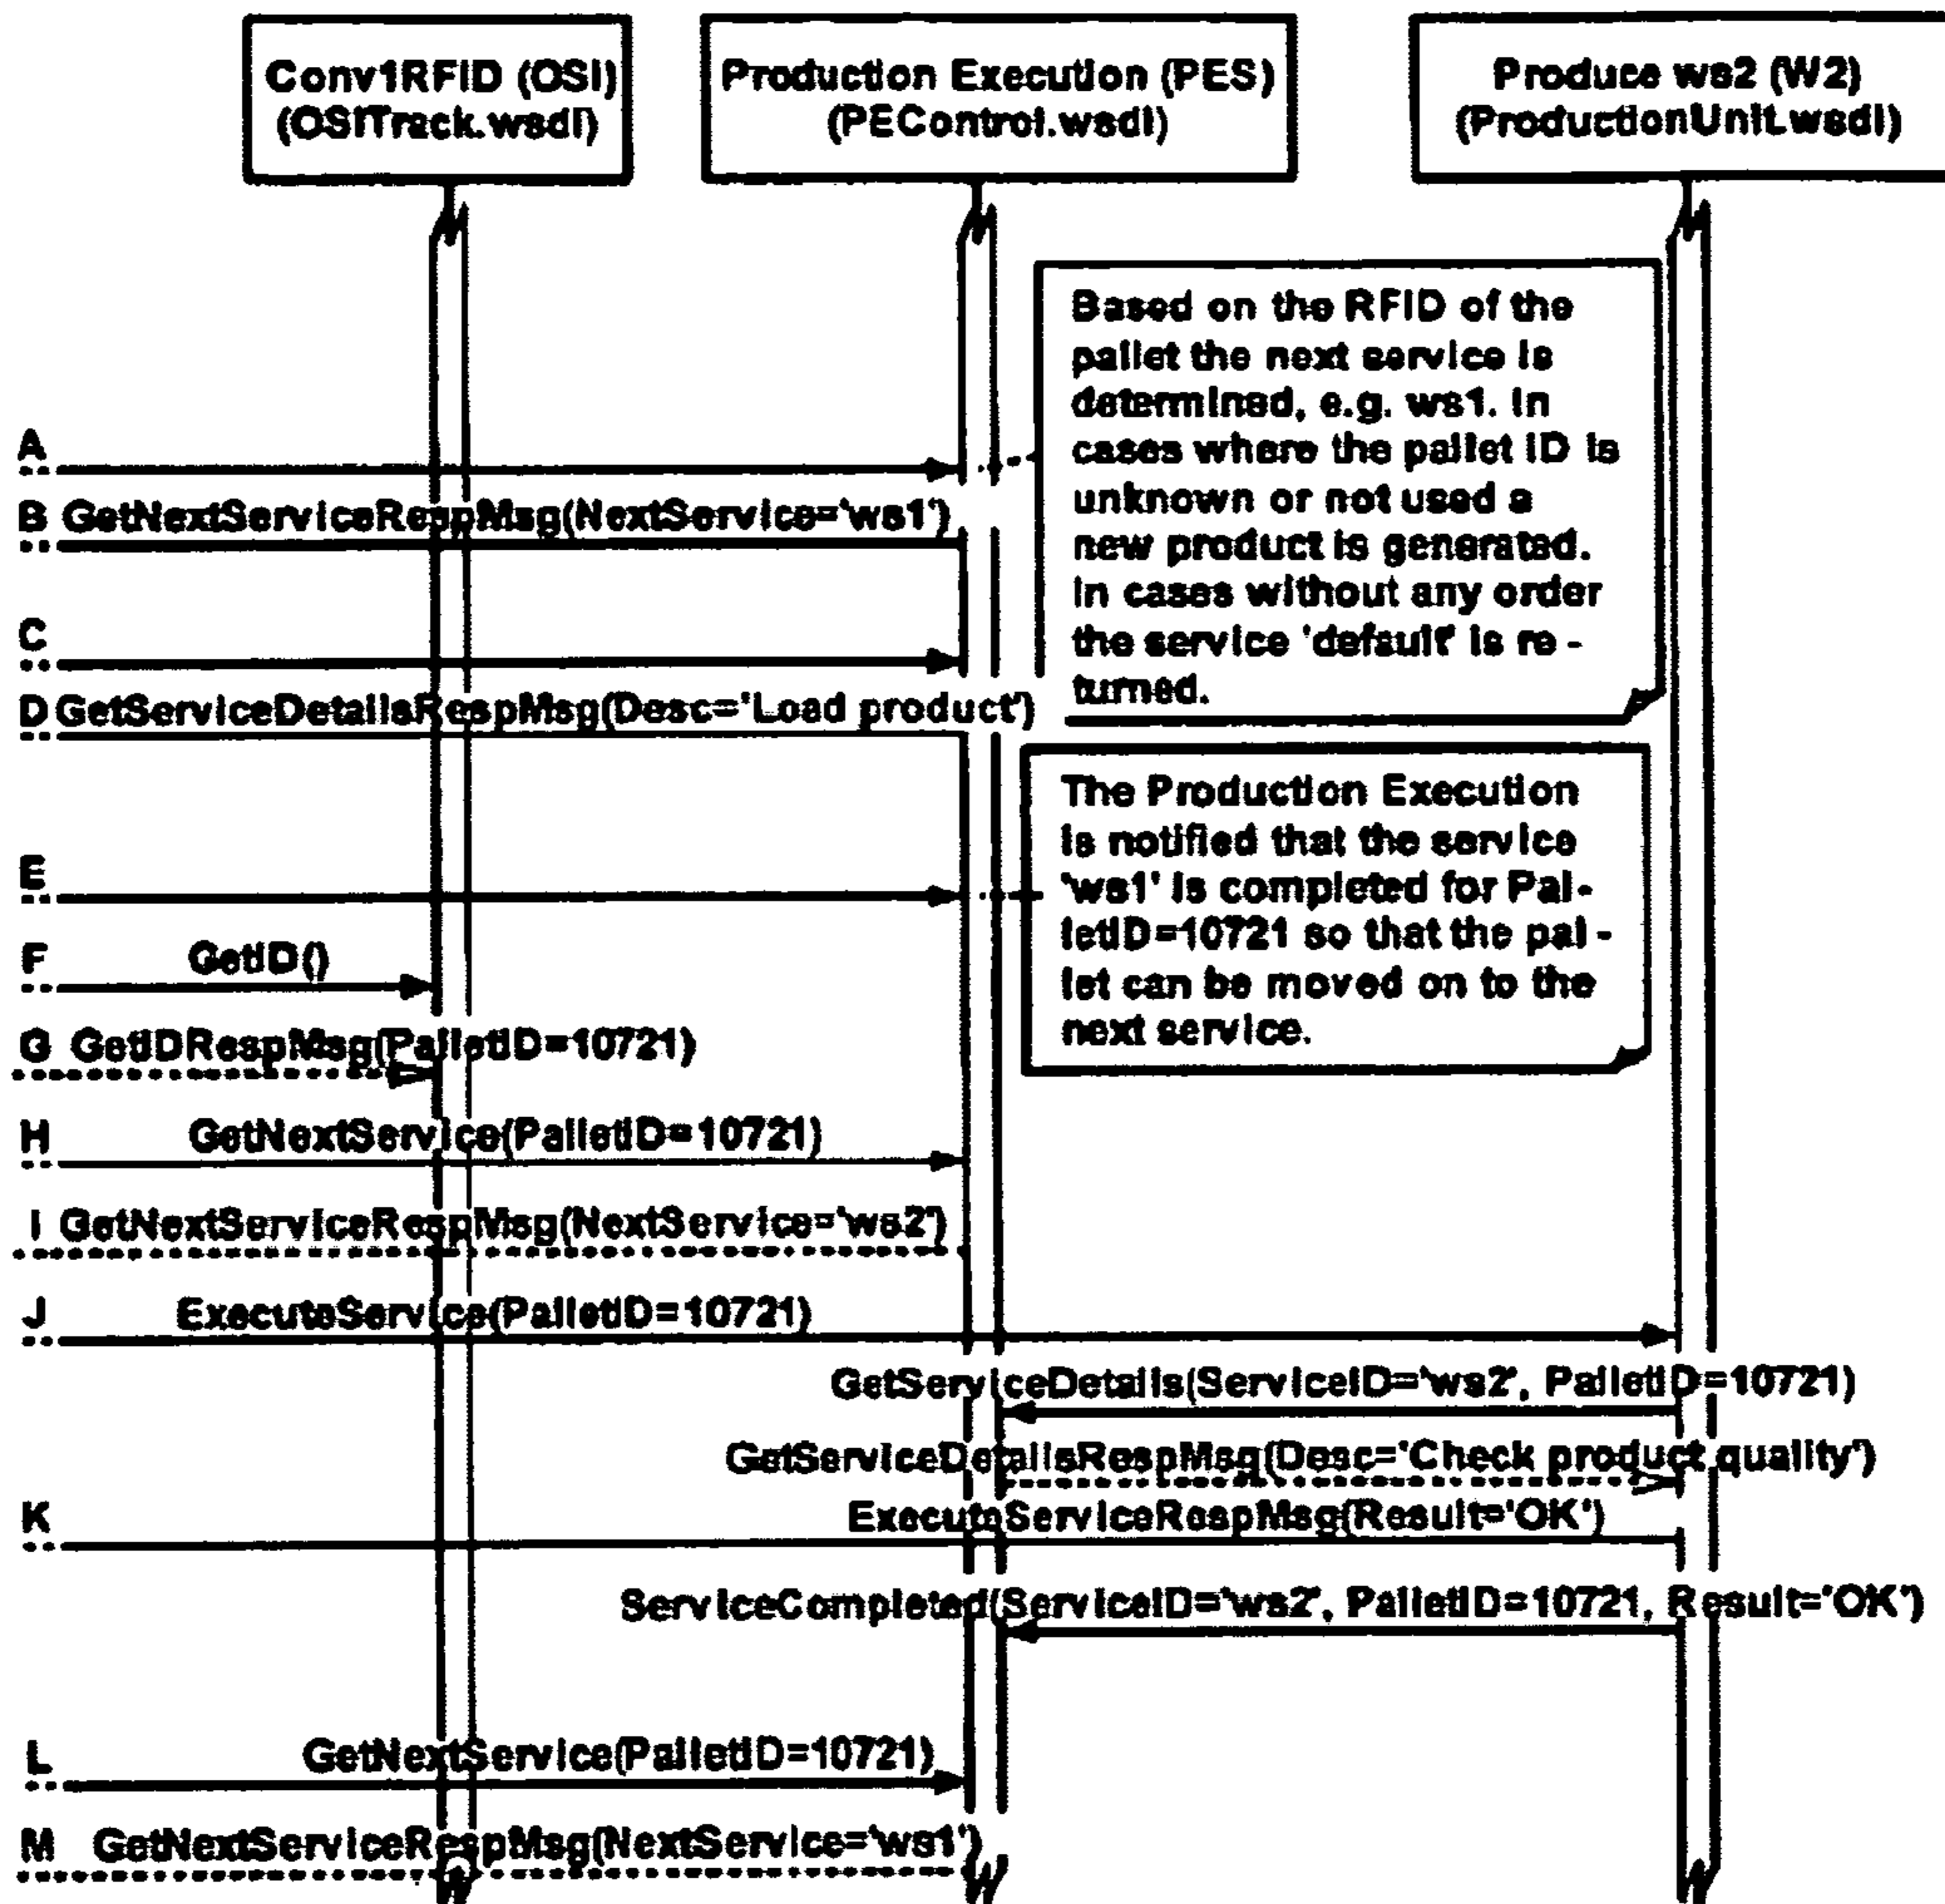 Conv1RFID (OSI)
(OSITrack.wsdl)
Production Execution (PES)
(PEControl.wsdl)
Produce ws2 (W2)
(ProductionUnit.wsdl)
Based on the RFID of the
pallet the next service is
determined, e.g. ws1. In
cases where the pallet ID is
unknown or not used a
new product is generated.
In cases without any order
the service 'default' is re -
turned.
A
B GetNextServiceRespMsg(NextService='ws1')
C
D GetServiceDetailsRespMsg(Desc='Load product')
The Production Execution
is notified that the service
'ws1' is completed for Pal -
letID=10721 so that the pal -
let can be moved on to the
next service.
E
F GetID()
G GetIDRespMsg(PalletID=10721)
H GetNextService(PalletID=10721)
I GetNextServiceRespMsg(NextService='ws2')
J ExecuteService(PalletID=10721)
GetServiceDetails(ServiceID='ws2', PalletID=10721)
GetServiceDetailsRespMsg(Desc='Check product quality')
K ExecuteServiceRespMsg(Result='OK')
ServiceCompleted(ServiceID='ws2', PalletID=10721, Result='OK')
L GetNextService(PalletID=10721)
M GetNextServiceRespMsg(NextService='ws1')